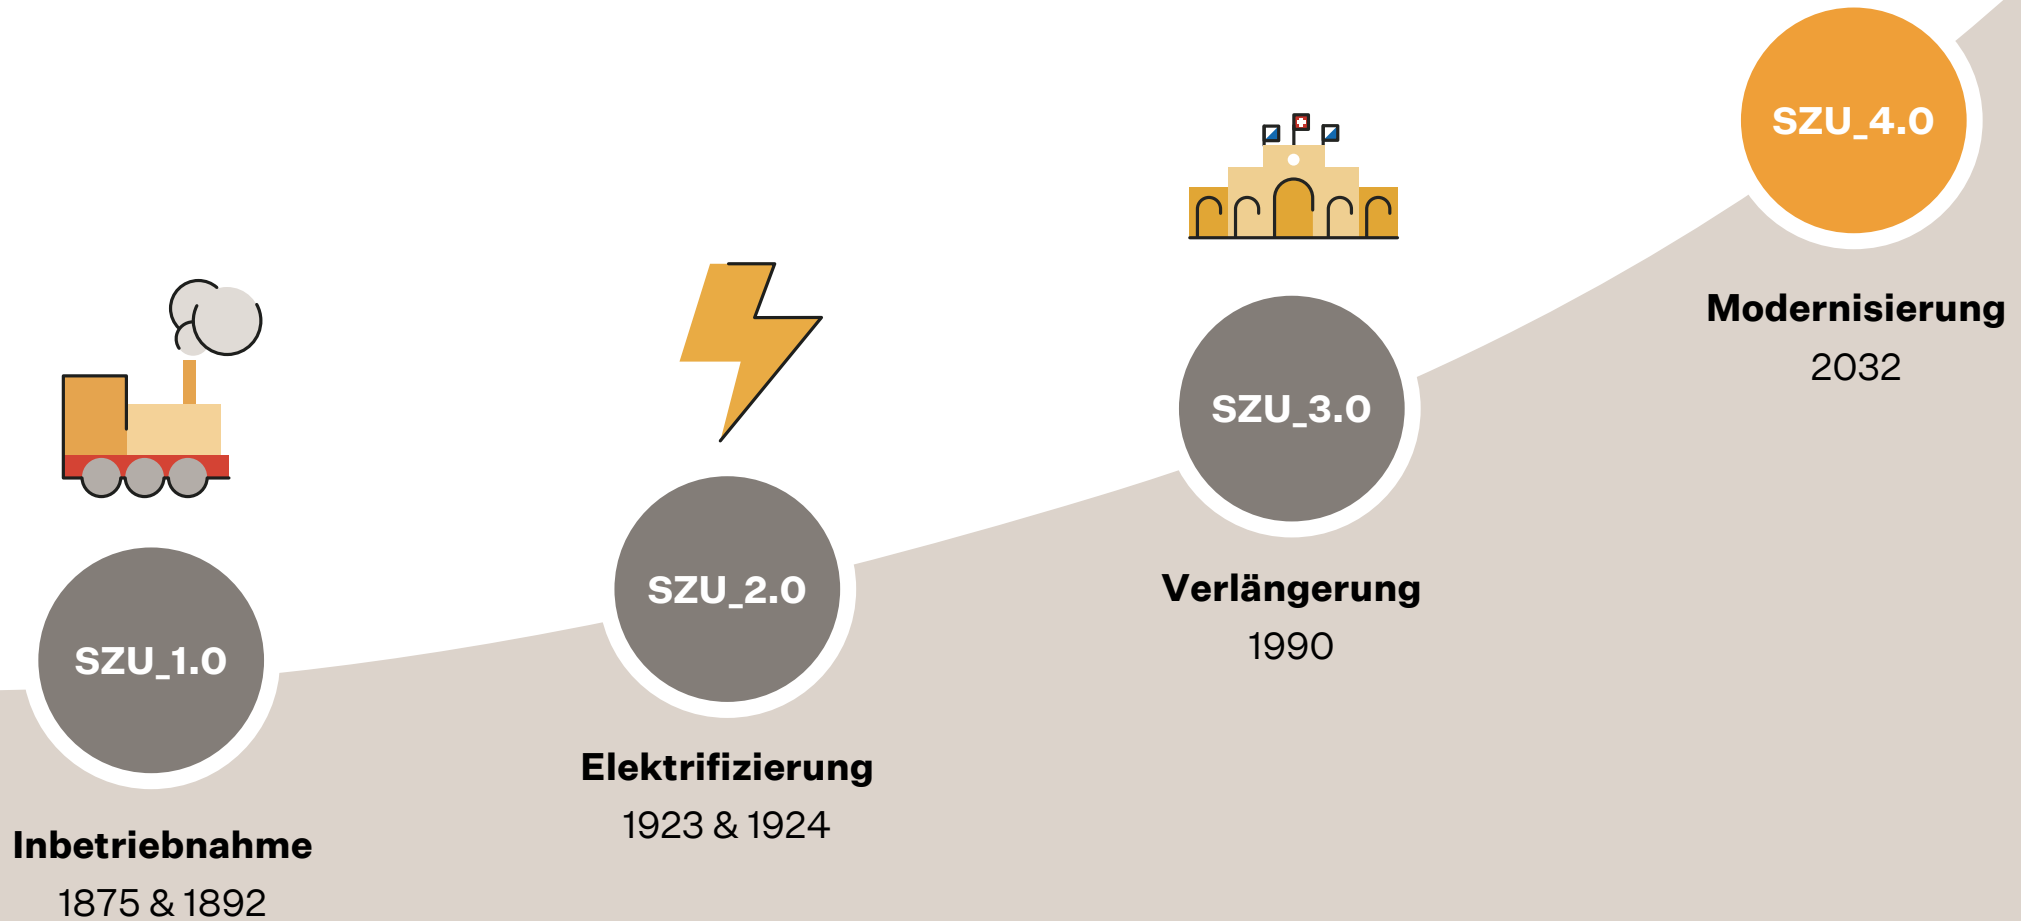 SZU_1.0
Inbetriebnahme
1875 & 1892
SZU_2.0
Elektrifizierung
1923 & 1924
SZU_3.0
Verlängerung
1990
SZU_4.0
Modernisierung
2032